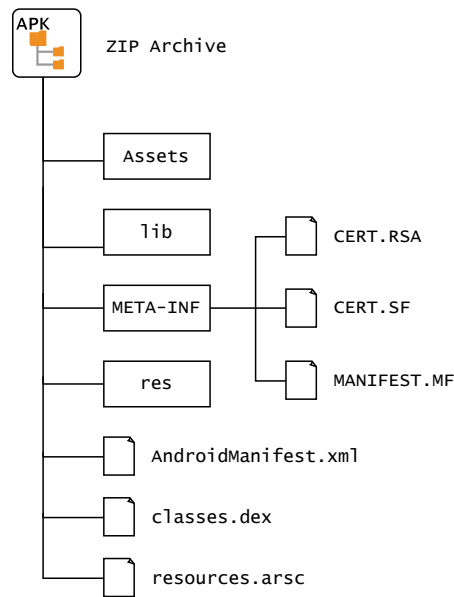 APK
ZIP Archive
Assets
lib
META-INF
CERT.RSA
CERT.SF
MANIFEST.MF
res
AndroidManifest.xml
classes.dex
resources.arsc